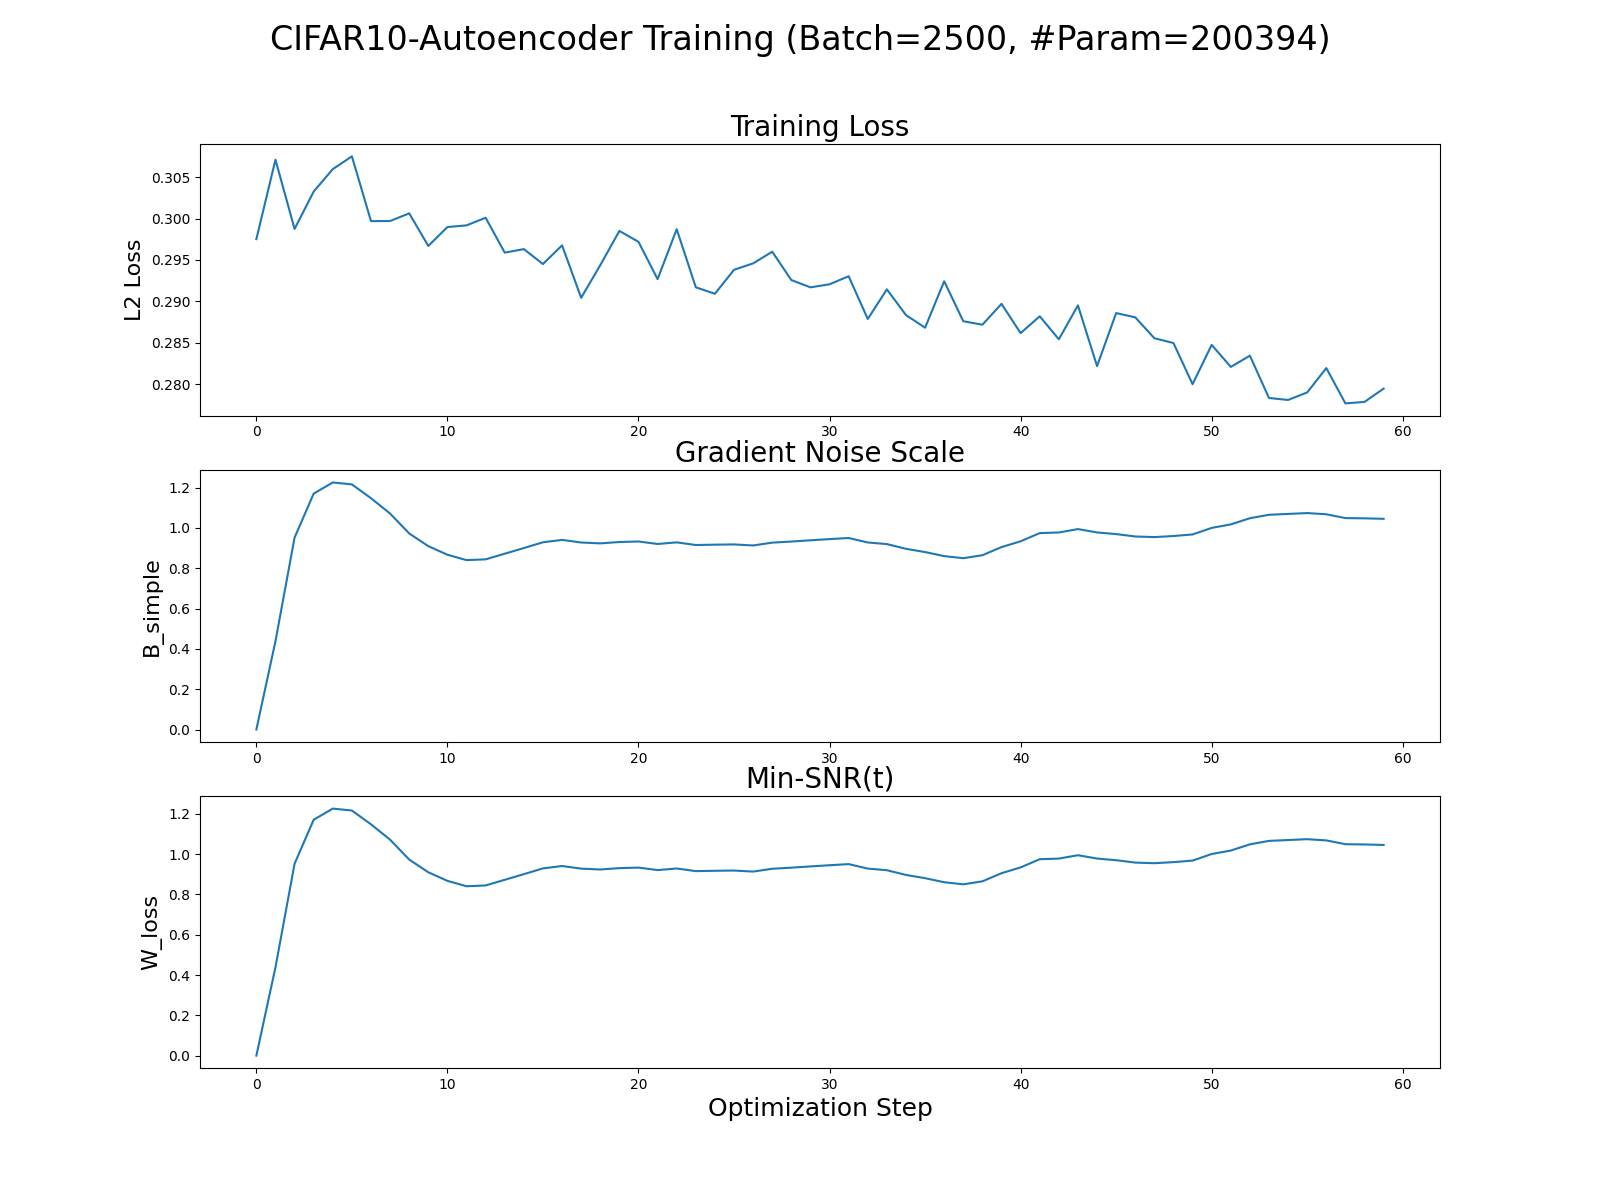 CIFAR10-Autoencoder Training (Batch=2500, #Param=200394)
Training Loss
L2 Loss
0.305
0.300
0.295
0.290
0.285
0.280
0 10 20 30 40 50 60
Gradient Noise Scale
B_simple
1.2
1.0
0.8
0.6
0.4
0.2
0.0
0 10 20 30 40 50 60
Min-SNR(t)
W_loss
1.2
1.0
0.8
0.6
0.4
0.2
0.0
0 10 20 30 40 50 60
Optimization Step